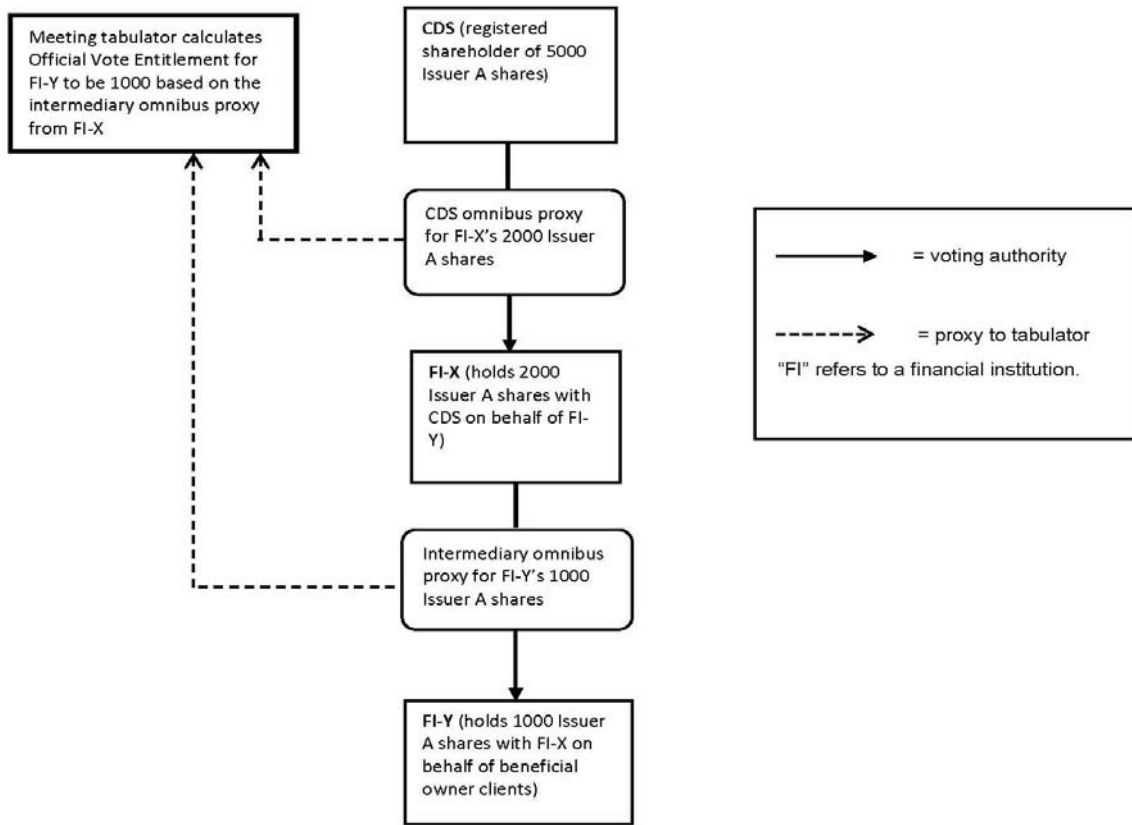 Meeting tabulator calculates
Official Vote Entitlement for
FI-Y to be 1000 based on the
intermediary omnibus proxy
from FI-X
CDS (registered
shareholder of 5000
Issuer A shares)
CDS omnibus proxy
for FI-X's 2000 Issuer
A shares
FI-X (holds 2000
Issuer A shares with
CDS on behalf of FI-
Y)
Intermediary omnibus
proxy for FI-Y's 1000
Issuer A shares
FI-Y (holds 1000 Issuer
A shares with FI-X on
behalf of beneficial
owner clients)
= voting authority
= proxy to tabulator
“FI” refers to a financial institution.